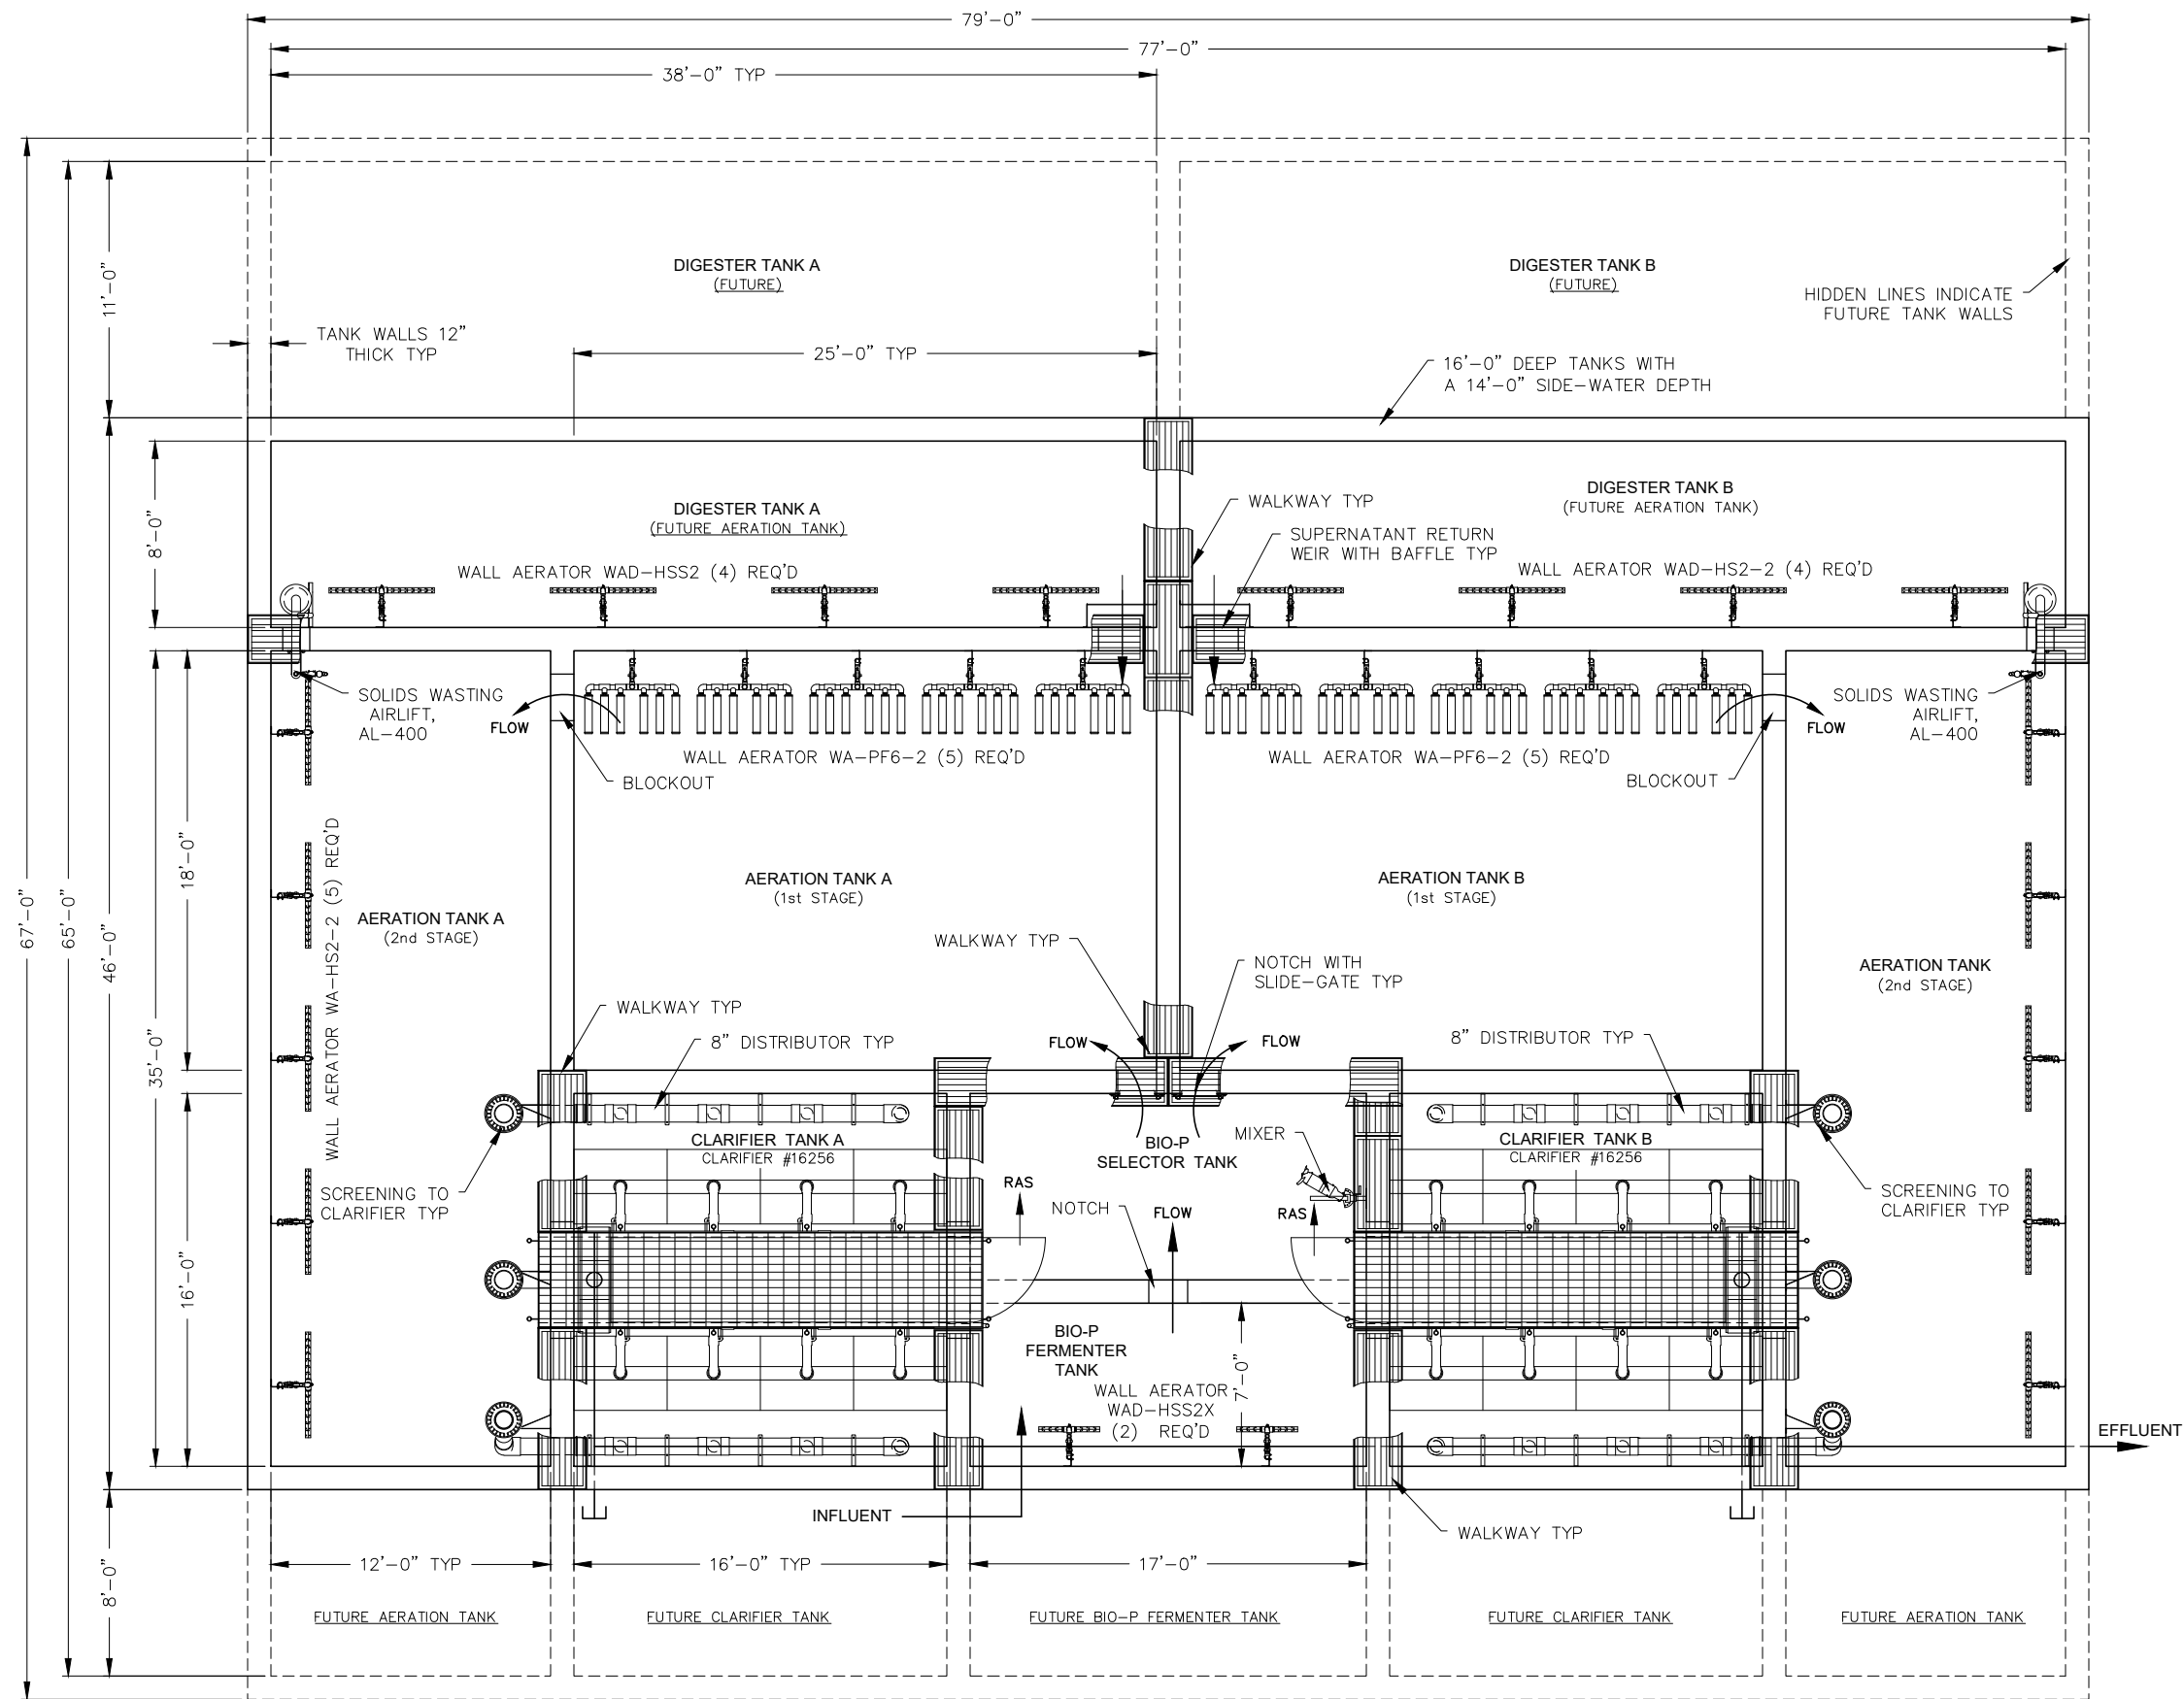 79'-0"
77'-0"
38'-0" TYP
DIGESTER TANK A
(FUTURE)
DIGESTER TANK B
(FUTURE)
HIDDEN LINES INDICATE
FUTURE TANK WALLS
11'-0"
TANK WALLS 12"
THICK TYP
25'-0" TYP
16'-0" DEEP TANKS WITH
A 14'-0" SIDE-WATER DEPTH
8'-0"
DIGESTER TANK A
(FUTURE AERATION TANK)
WALL AERATOR WAD-HSS2 (4) REQ'D
WALKWAY TYP
SUPERNATANT RETURN
WEIR WITH BAFFLE TYP
DIGESTER TANK B
(FUTURE AERATION TANK)
WALL AERATOR WAD-HS2-2 (4) REQ'D
SOLIDS WASTING
AIRLIFT,
AL-400
FLOW
BLOCKOUT
WALL AERATOR WA-PF6-2 (5) REQ'D
WALL AERATOR WA-PF6-2 (5) REQ'D
BLOCKOUT
FLOW
SOLIDS WASTING
AIRLIFT,
AL-400
67'-0"
65'-0"
46'-0"
35'-0"
18'-0"
16'-0"
WALL AERATOR WA-HS2-2 (5) REQ'D
AERATION TANK A
(2nd STAGE)
AERATION TANK A
(1st STAGE)
AERATION TANK B
(1st STAGE)
AERATION TANK
(2nd STAGE)
WALKWAY TYP
NOTCH WITH
SLIDE-GATE TYP
WALKWAY TYP
8" DISTRIBUTOR TYP
FLOW
FLOW
8" DISTRIBUTOR TYP
CLARIFIER TANK A
CLARIFIER #16256
BIO-P
SELECTOR TANK
MIXER
CLARIFIER TANK B
CLARIFIER #16256
SCREENING TO
CLARIFIER TYP
RAS
NOTCH
FLOW
RAS
SCREENING TO
CLARIFIER TYP
BIO-P
FERMENTER
TANK
WALL AERATOR
WAD-HSS2X
(2) REQ'D
7'-0"
EFFLUENT
INFLUENT
WALKWAY TYP
8'-0"
12'-0" TYP
16'-0" TYP
17'-0"
FUTURE AERATION TANK
FUTURE CLARIFIER TANK
FUTURE BIO-P FERMENTER TANK
FUTURE CLARIFIER TANK
FUTURE AERATION TANK